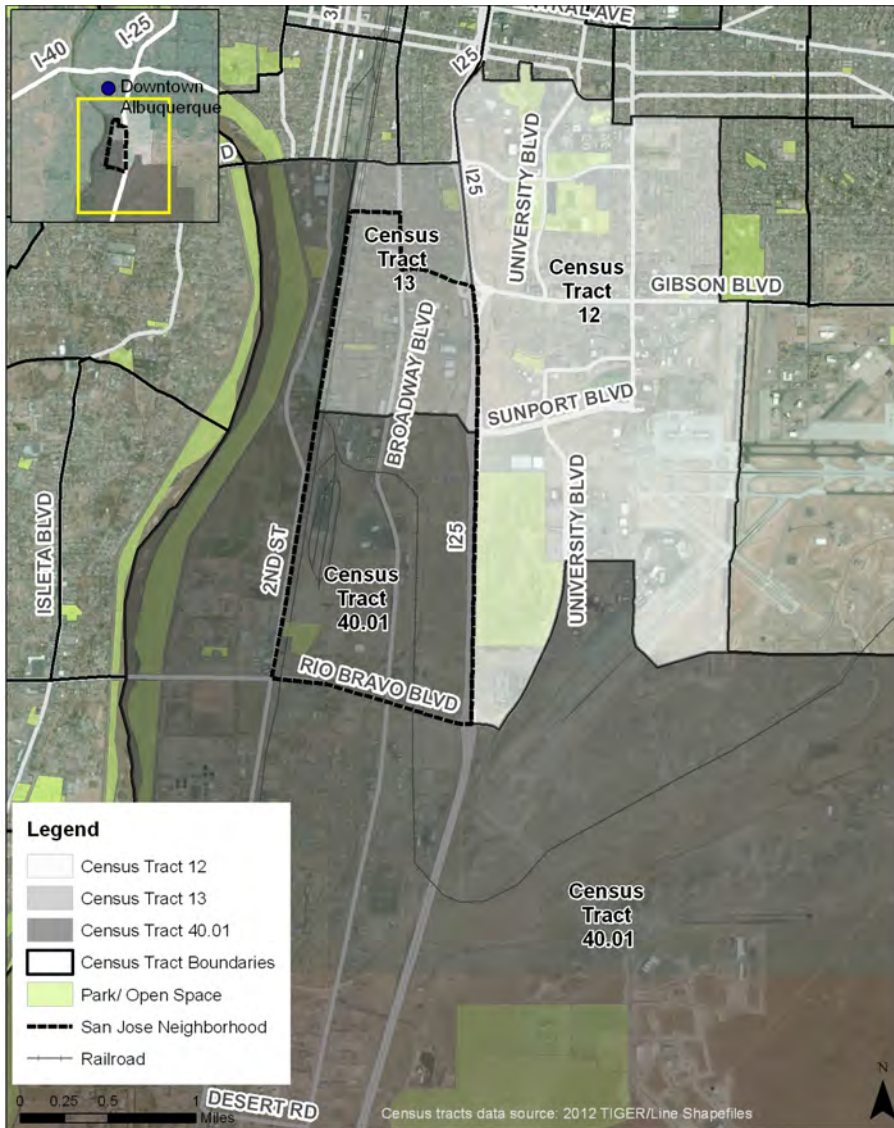 I-40
I-25
Downtown
Albuquerque
AVE
I25
I25
UNIVERSITY BLVD
Census
Tract
13
Census
Tract
12
GIBSON BLVD
BROADWAY BLVD
SUNPORT BLVD
ISLETA BLVD
2ND ST
I25
UNIVERSITY BLVD
Census
Tract
40.01
RIO BRAVO BLVD
Legend
Census Tract 12
Census Tract 13
Census Tract 40.01
Census Tract Boundaries
Park/ Open Space
San Jose Neighborhood
Railroad
Census
Tract
40.01
0 0.25 0.5 1
Miles
DESERT RD
Census tracts data source: 2012 TIGER/Line Shapefiles
N